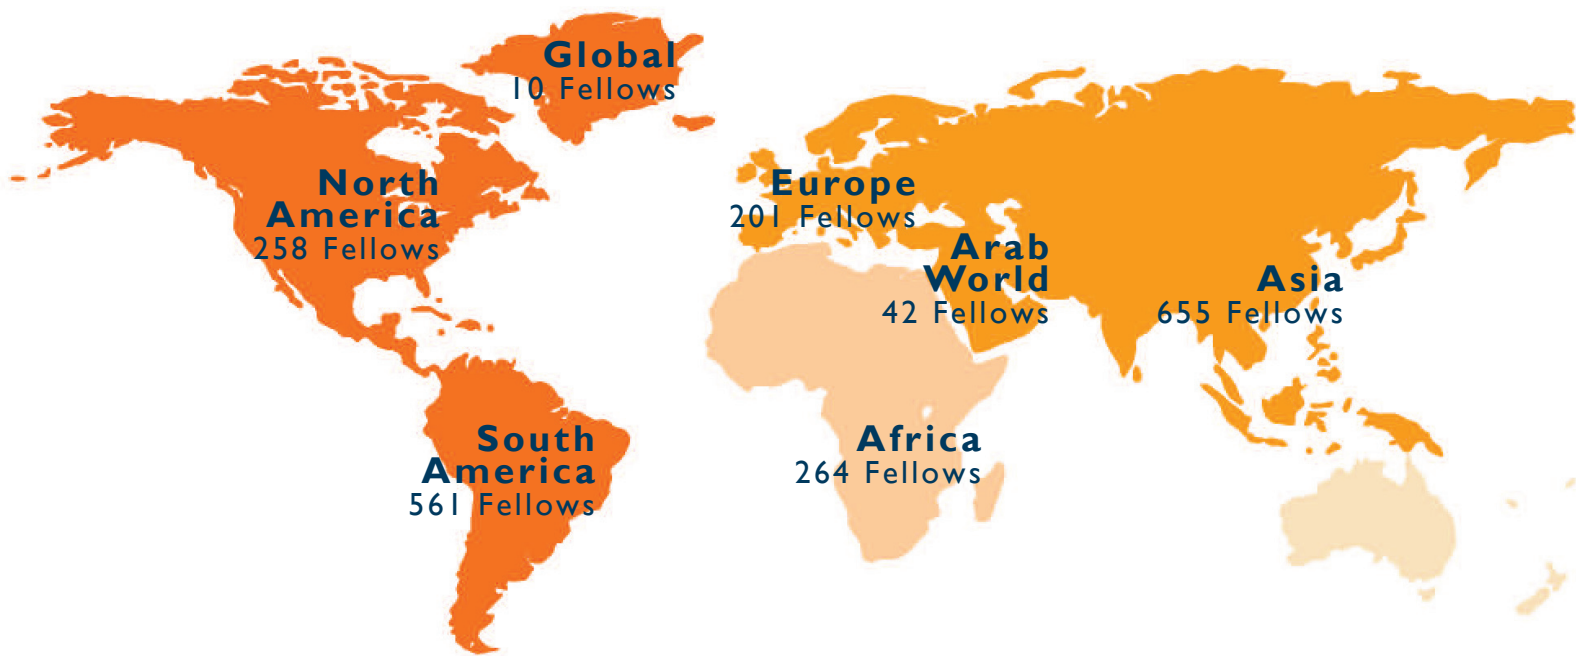 Global
10 Fellows
North
America
258 Fellows
Europe
201 Fellows
Arab
World
42 Fellows
Asia
655 Fellows
South
America
561 Fellows
Africa
264 Fellows